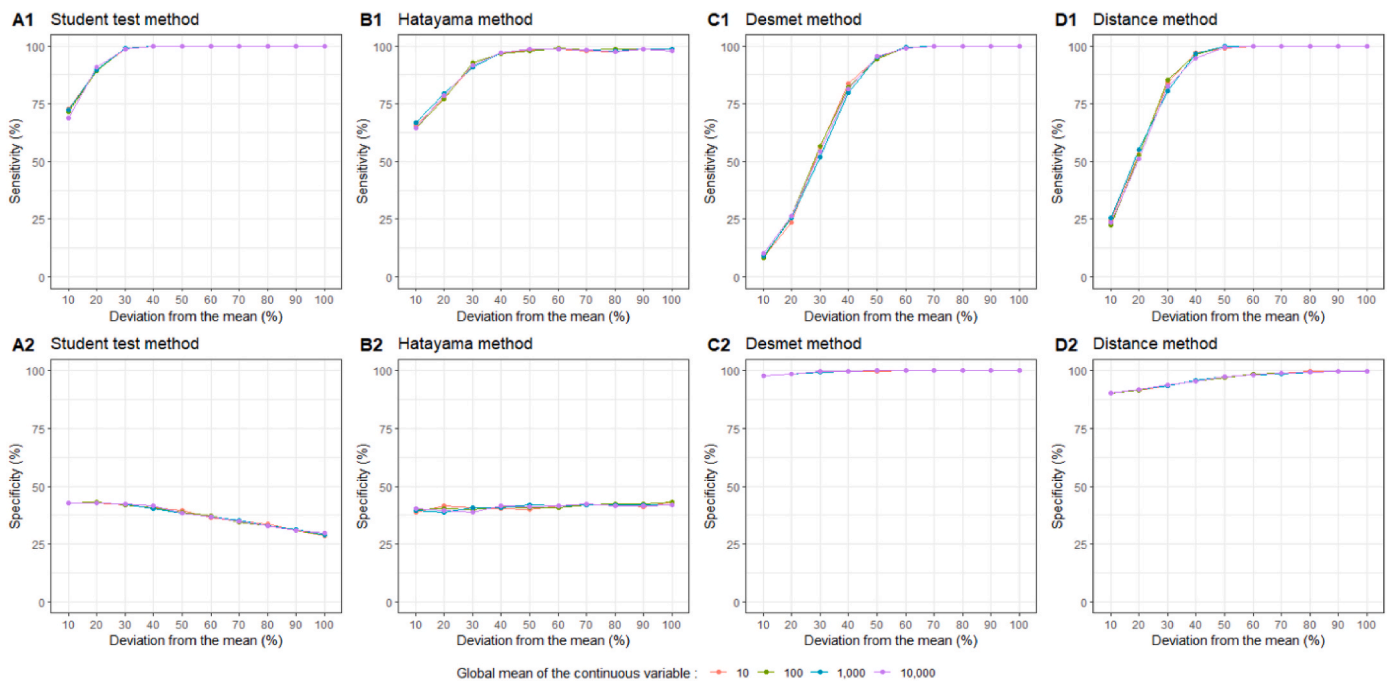 A1 Student test method
B1 Hatayama method
C1 Desmet method
D1 Distance method
100
75
50
25
0
Sensitivity (%)
10 20 30 40 50 60 70 80 90 100
Deviation from the mean (%)
100
75
50
25
0
Sensitivity (%)
10 20 30 40 50 60 70 80 90 100
Deviation from the mean (%)
100
75
50
25
0
Sensitivity (%)
10 20 30 40 50 60 70 80 90 100
Deviation from the mean (%)
100
75
50
25
0
Sensitivity (%)
10 20 30 40 50 60 70 80 90 100
Deviation from the mean (%)
A2 Student test method
B2 Hatayama method
C2 Desmet method
D2 Distance method
100
75
50
25
0
Specificity (%)
10 20 30 40 50 60 70 80 90 100
Deviation from the mean (%)
100
75
50
25
0
Specificity (%)
10 20 30 40 50 60 70 80 90 100
Deviation from the mean (%)
100
75
50
25
0
Specificity (%)
10 20 30 40 50 60 70 80 90 100
Deviation from the mean (%)
100
75
50
25
0
Specificity (%)
10 20 30 40 50 60 70 80 90 100
Deviation from the mean (%)
Global mean of the continuous variable : 10 100 1,000 10,000